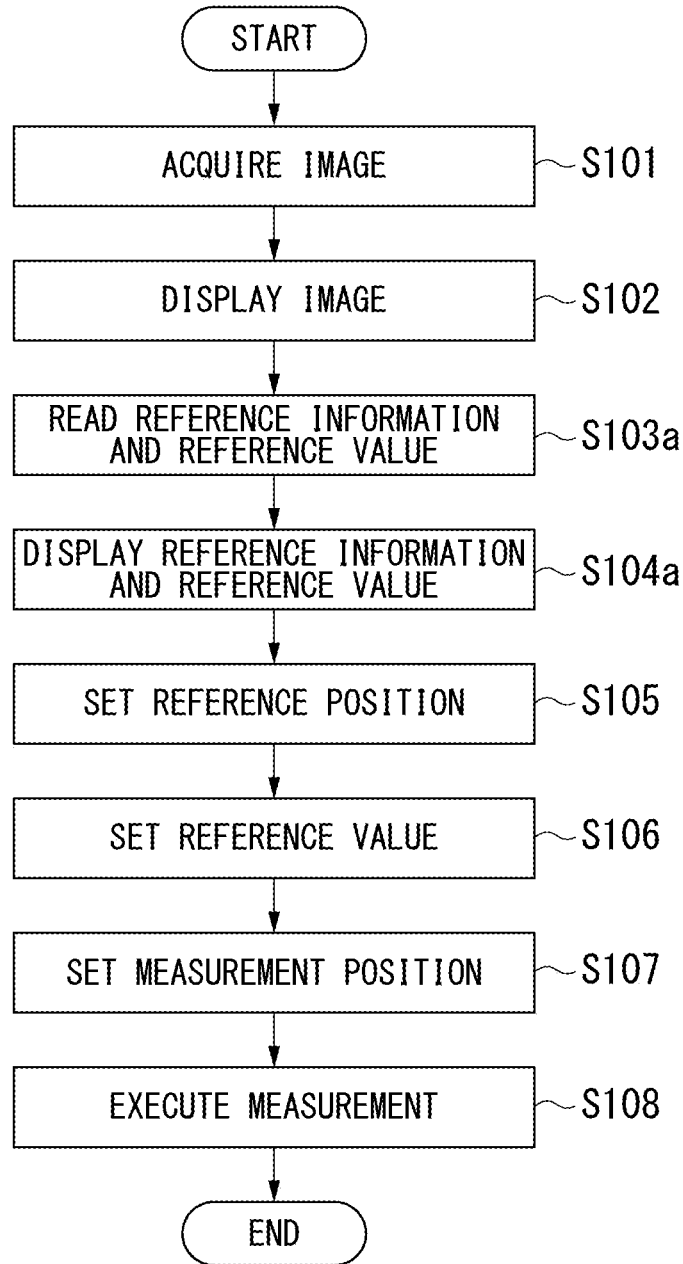 START
ACQUIRE IMAGE
S101
DISPLAY IMAGE
S102
READ REFERENCE INFORMATION
AND REFERENCE VALUE
S103a
DISPLAY REFERENCE INFORMATION
AND REFERENCE VALUE
S104a
SET REFERENCE POSITION
S105
SET REFERENCE VALUE
S106
SET MEASUREMENT POSITION
S107
EXECUTE MEASUREMENT
S108
END